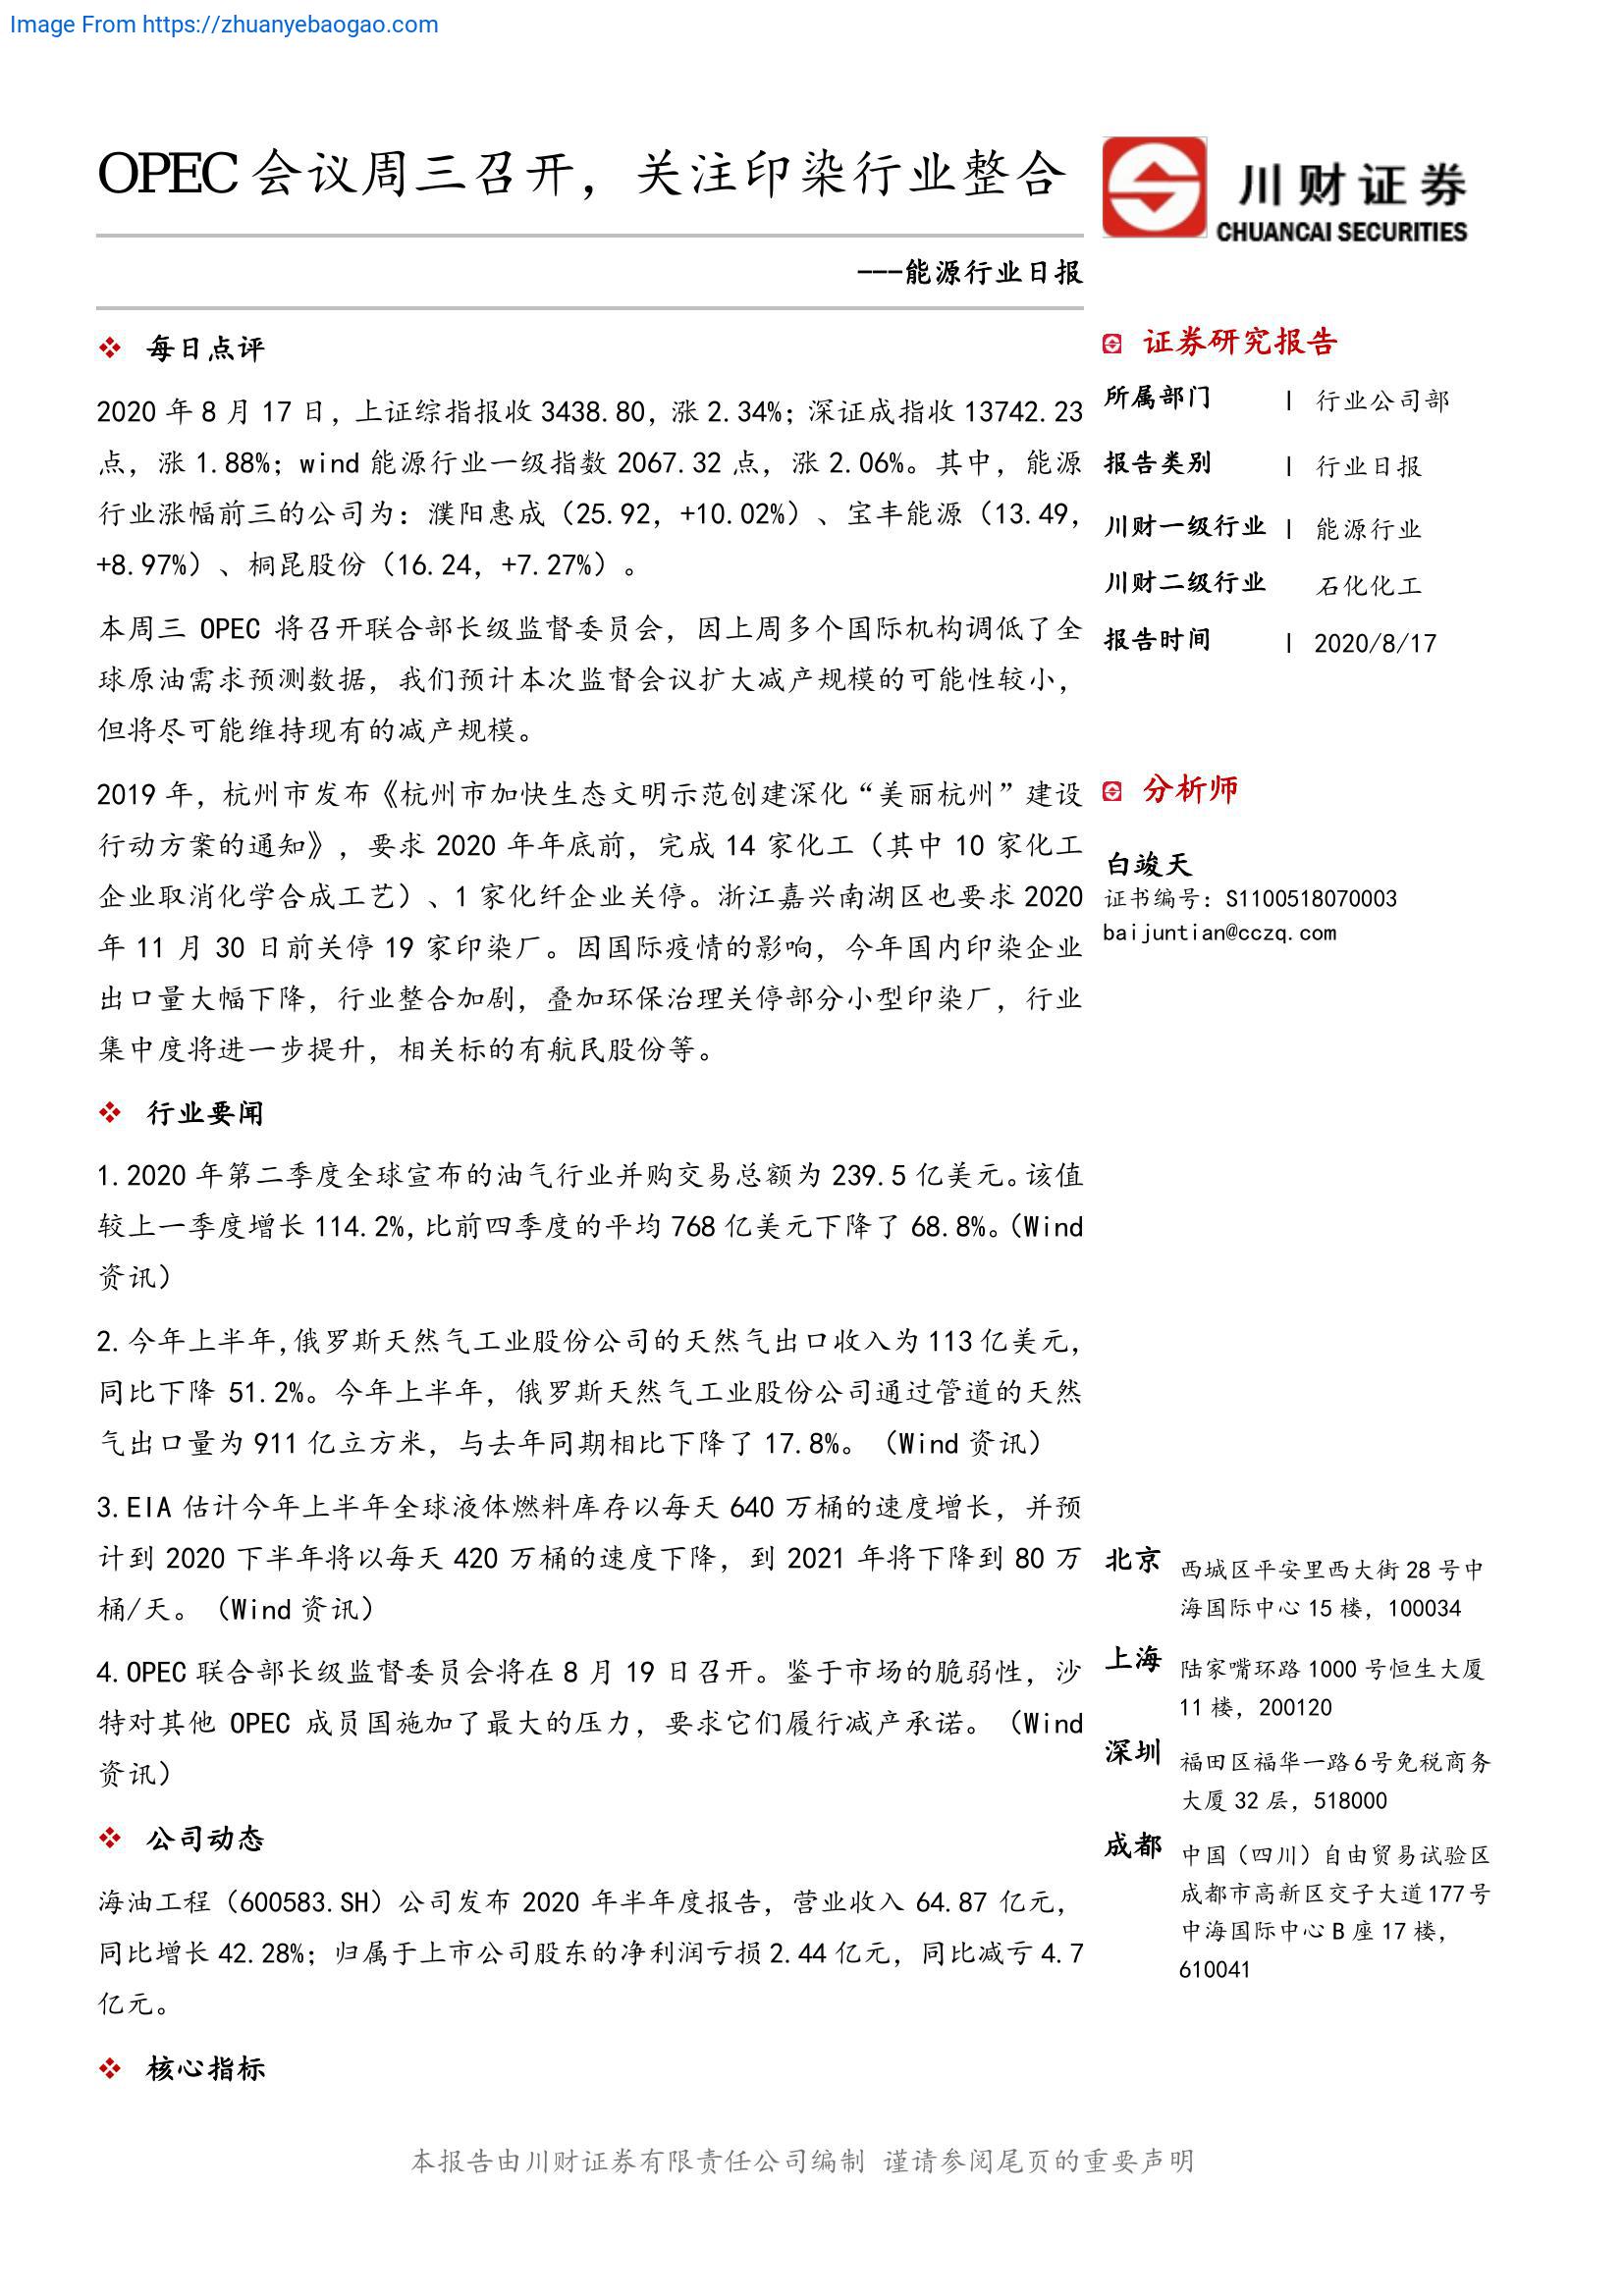 Image From https://zhuanyebaogao.com
OPEC 会议周三召开，关注印染行业整合
川财证券
CHUANCAI SECURITIES
---能源行业日报
每日点评
2020 年 8 月 17 日，上证综指报收 3438.80，涨 2.34%；深证成指收 13742.23
点，涨 1.88%；wind 能源行业一级指数 2067.32 点，涨 2.06%。其中，能源
行业涨幅前三的公司为：濮阳惠成（25.92，+10.02%）、宝丰能源（13.49，
+8.97%）、桐昆股份（16.24，+7.27%）。
本周三 OPEC 将召开联合部长级监督委员会，因上周多个国际机构调低了全
球原油需求预测数据，我们预计本次监督会议扩大减产规模的可能性较小，
但将尽可能维持现有的减产规模。
2019 年，杭州市发布《杭州市加快生态文明示范创建深化“美丽杭州”建设
行动方案的通知》，要求 2020 年年底前，完成 14 家化工（其中 10 家化工
企业取消化学合成工艺）、1 家化纤企业关停。浙江嘉兴南湖区也要求 2020
年 11 月 30 日前关停 19 家印染厂。因国际疫情的影响，今年国内印染企业
出口量大幅下降，行业整合加剧，叠加环保治理关停部分小型印染厂，行业
集中度将进一步提升，相关标的有航民股份等。
行业要闻
1.2020 年第二季度全球宣布的油气行业并购交易总额为 239.5 亿美元。该值
较上一季度增长 114.2%,比前四季度的平均 768 亿美元下降了 68.8%。（Wind
资讯）
2.今年上半年,俄罗斯天然气工业股份公司的天然气出口收入为 113 亿美元，
同比下降 51.2%。今年上半年，俄罗斯天然气工业股份公司通过管道的天然
气出口量为 911 亿立方米，与去年同期相比下降了 17.8%。（Wind 资讯）
3.EIA 估计今年上半年全球液体燃料库存以每天 640 万桶的速度增长，并预
计到 2020 下半年将以每天 420 万桶的速度下降，到 2021 年将下降到 80 万
桶/天。（Wind 资讯）
4.OPEC 联合部长级监督委员会将在 8 月 19 日召开。鉴于市场的脆弱性，沙
特对其他 OPEC 成员国施加了最大的压力，要求它们履行减产承诺。（Wind
资讯）
公司动态
海油工程（600583.SH）公司发布 2020 年半年度报告，营业收入 64.87 亿元，
同比增长 42.28%；归属于上市公司股东的净利润亏损 2.44 亿元，同比减亏 4.7
亿元。
核心指标
证券研究报告
所属部门 | 行业公司部
报告类别 | 行业日报
川财一级行业 | 能源行业
川财二级行业 石化化工
报告时间 | 2020/8/17
分析师
白竣天
证书编号：S1100518070003
baijuntian@cczq.com
北京 西城区平安里西大街 28 号中
海国际中心 15 楼，100034
上海 陆家嘴环路 1000 号恒生大厦
11 楼，200120
深圳 福田区福华一路 6 号免税商务
大厦 32 层，518000
成都 中国（四川）自由贸易试验区
成都市高新区交子大道 177 号
中海国际中心 B 座 17 楼，
610041
本报告由川财证券有限责任公司编制 谨请参阅尾页的重要声明